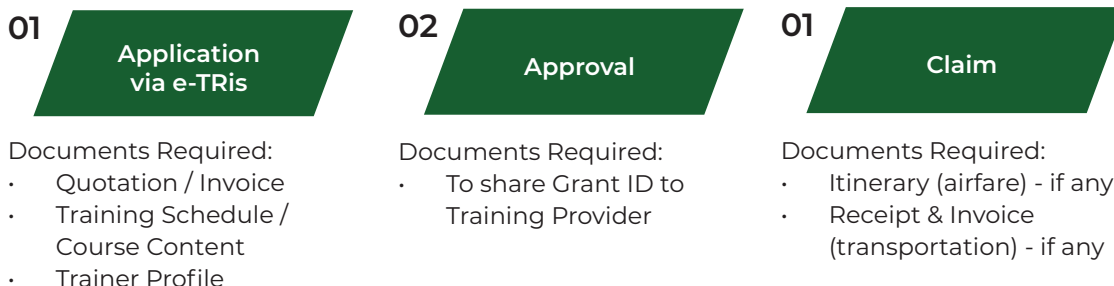 01
Application
via e-TRis
Documents Required:
• Quotation / Invoice
• Training Schedule /
Course Content
• Trainer Profile
02
Approval
Documents Required:
• To share Grant ID to
Training Provider
01
Claim
Documents Required:
• Itinerary (airfare) - if any
• Receipt & Invoice
(transportation) - if any